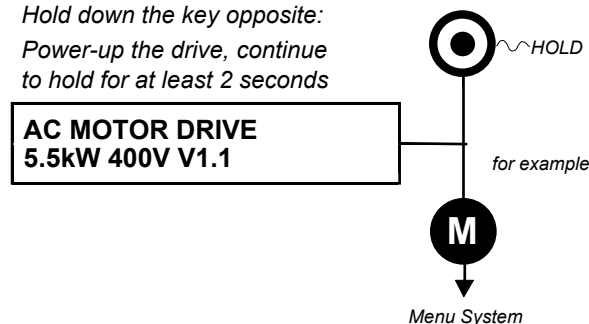 Hold down the key opposite:
Power-up the drive, continue
to hold for at least 2 seconds
HOLD
AC MOTOR DRIVE
5.5kW 400V V1.1
for example
M
Menu System